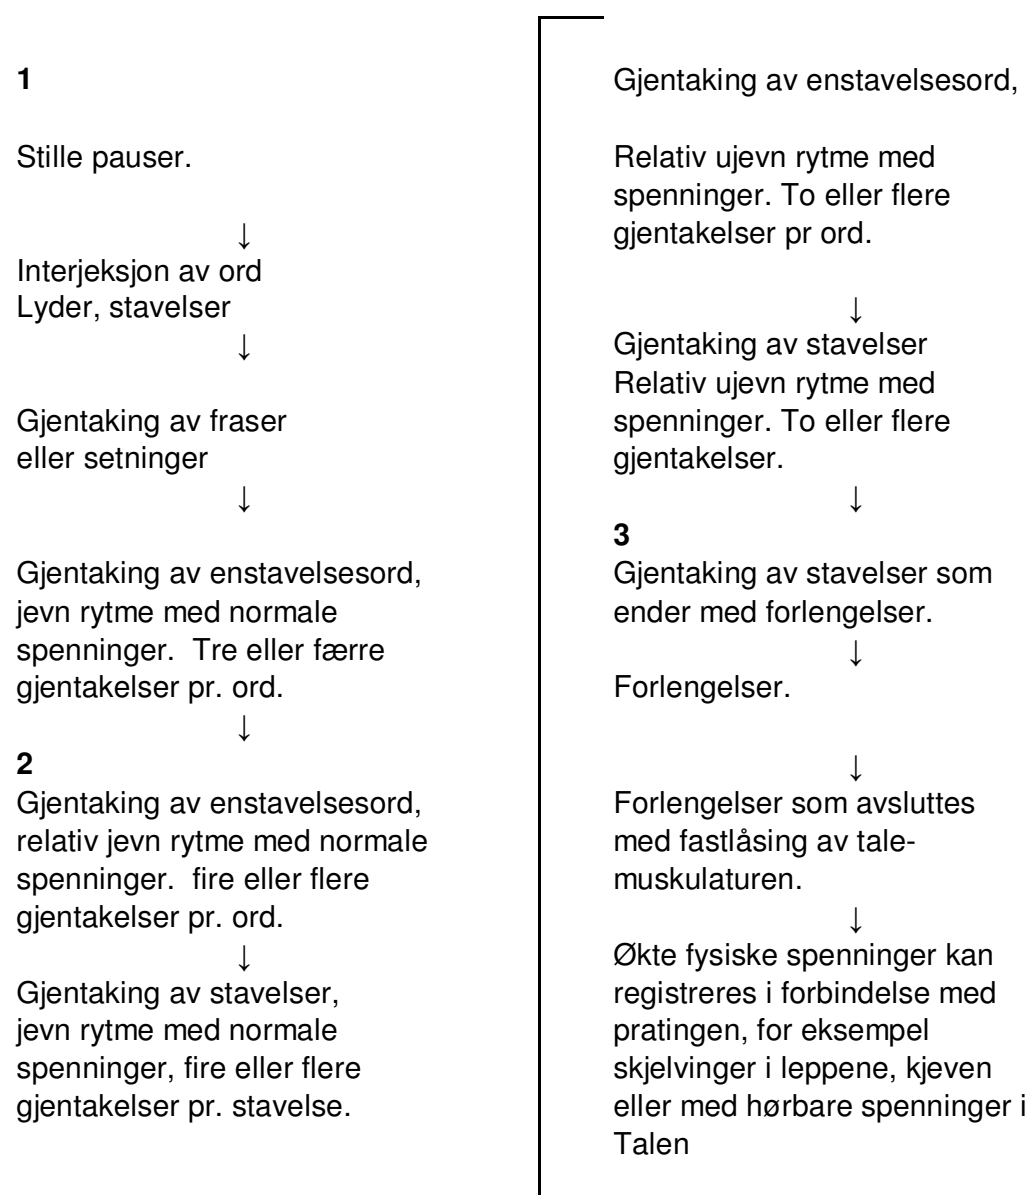 1
Stille pauser.
↓
Interjeksjon av ord
Lyder, stavelser
↓
Gjentaking av fraser
eller setninger
↓
Gjentaking av enstavelsesord,
jevn rytme med normale
spenninger.  Tre eller færre
gjentakelser pr. ord.
↓
2
Gjentaking av enstavelsesord,
relativ jevn rytme med normale
spenninger.  fire eller flere
gjentakelser pr. ord.
↓
Gjentaking av stavelser,
jevn rytme med normale
spenninger, fire eller flere
gjentakelser pr. stavelse.
Gjentaking av enstavelsesord,
Relativ ujevn rytme med
spenninger. To eller flere
gjentakelser pr ord.
↓
Gjentaking av stavelser
Relativ ujevn rytme med
spenninger. To eller flere
gjentakelser.
↓
3
Gjentaking av stavelser som
ender med forlengelser.
↓
Forlengelser.
↓
Forlengelser som avsluttes
med fastlåsing av tale-
muskulaturen.
↓
Økte fysiske spenninger kan
registreres i forbindelse med
pratingen, for eksempel
skjelvinger i leppene, kjeven
eller med hørbare spenninger i
Talen